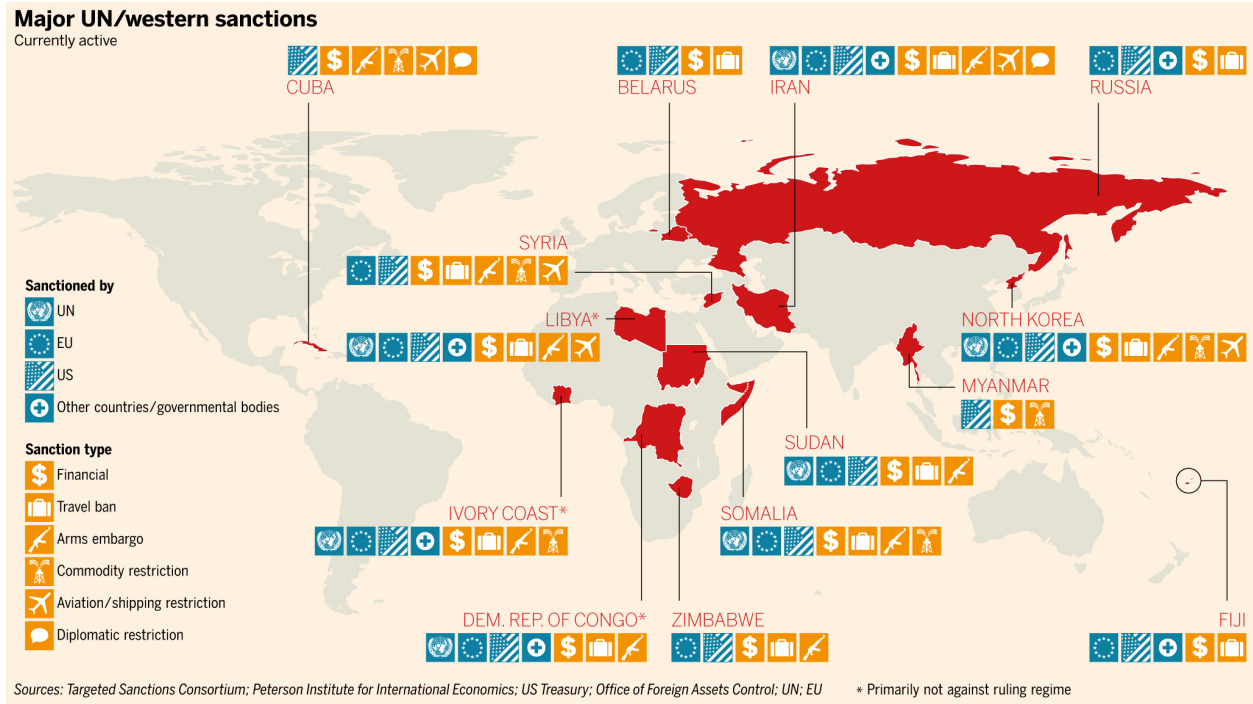 Major UN/western sanctions
Currently active
CUBA
BELARUS
IRAN
RUSSIA
SYRIA
LIBYA*
NORTH KOREA
MYANMAR
SUDAN
IVORY COAST*
SOMALIA
DEM. REP. OF CONGO*
ZIMBABWE
FIJI
Sanctioned by
UN
EU
US
Other countries/governmental bodies
Sanction type
$ Financial
Travel ban
Arms embargo
Commodity restriction
Aviation/shipping restriction
Diplomatic restriction
Sources: Targeted Sanctions Consortium; Peterson Institute for International Economics; US Treasury; Office of Foreign Assets Control; UN; EU * Primarily not against ruling regime